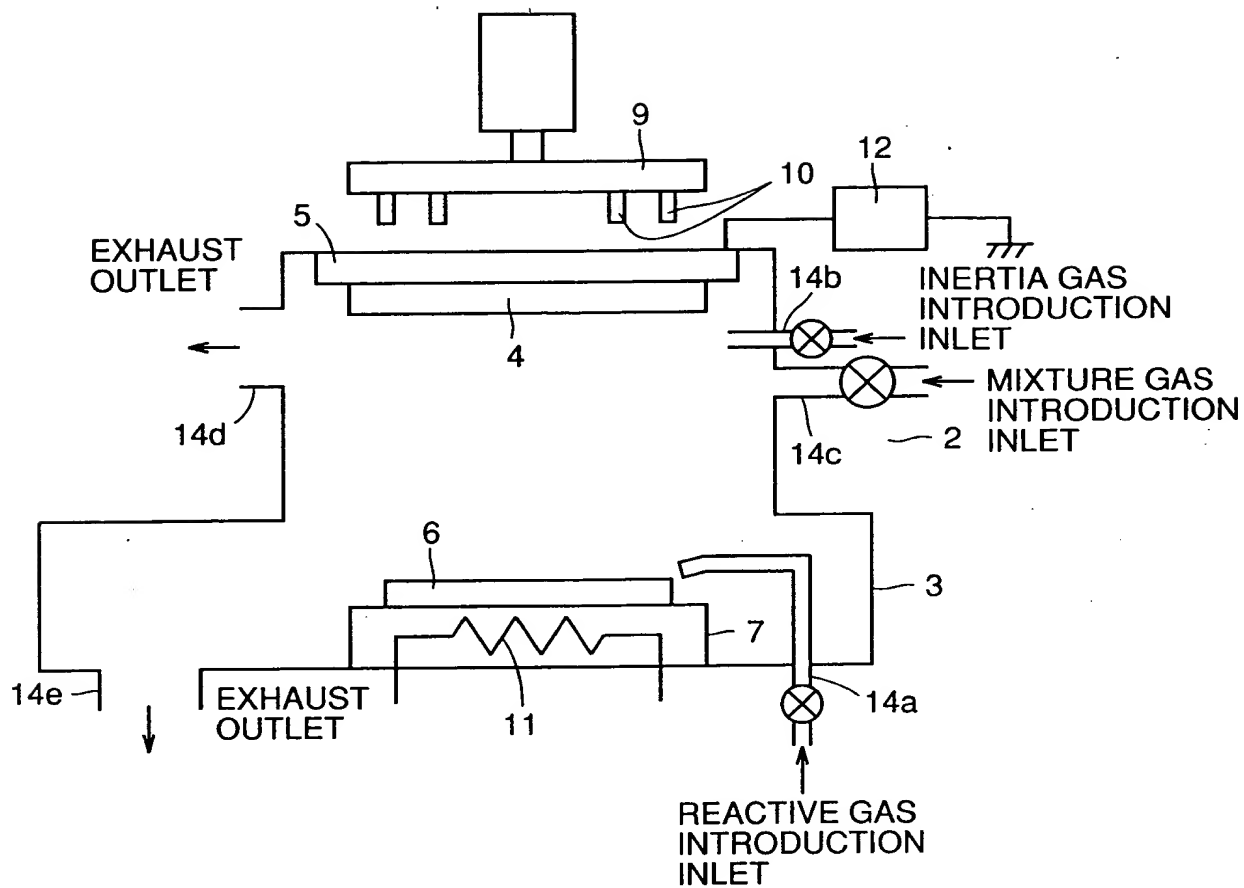 9
12
10
5
EXHAUST
OUTLET
14b
INERTIA GAS
INTRODUCTION
INLET
4
MIXTURE GAS
INTRODUCTION
INLET
14d
14c
2
6
3
7
14e
EXHAUST
OUTLET
11
14a
REACTIVE GAS
INTRODUCTION
INLET